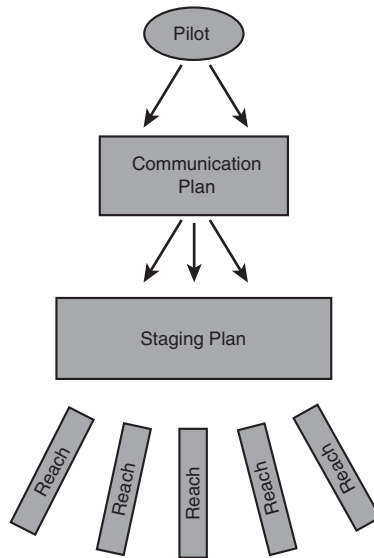 Pilot
Communication
Plan
Staging Plan
Reach
Reach
Reach
Reach
Reach